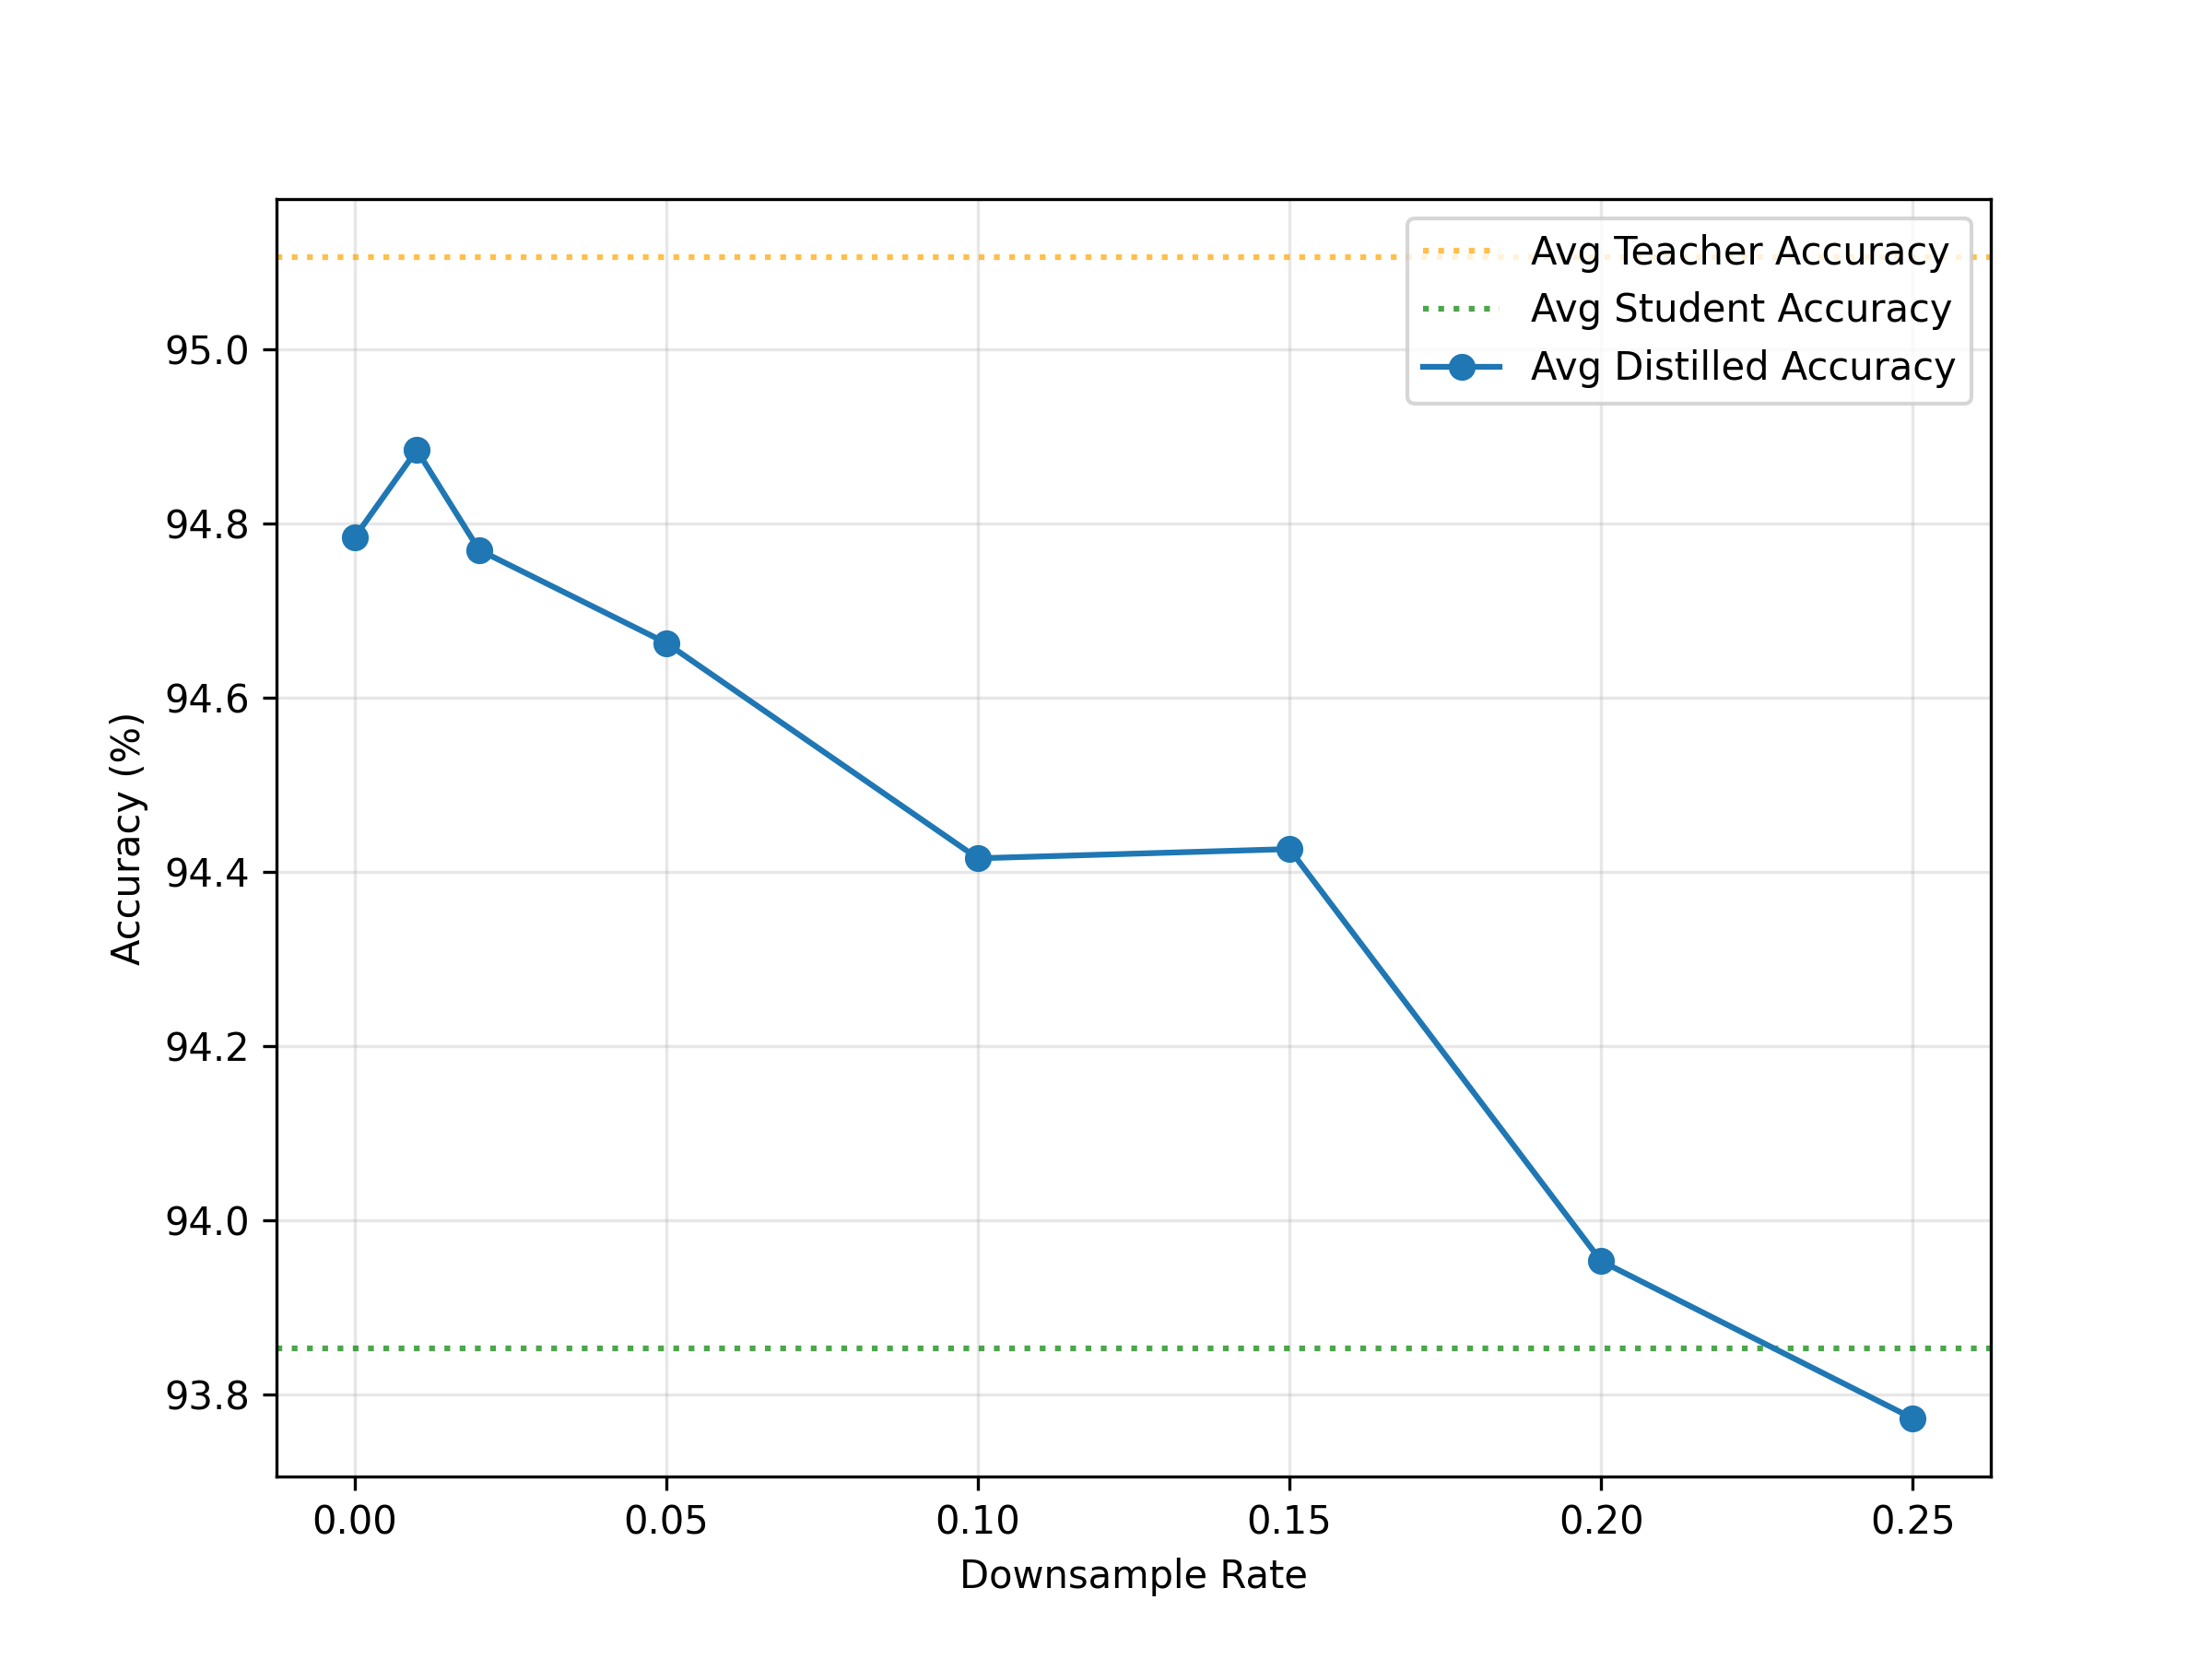 Avg Teacher Accuracy
Avg Student Accuracy
Avg Distilled Accuracy
95.0
94.8
94.6
94.4
94.2
94.0
93.8
Accuracy (%)
0.00 0.05 0.10 0.15 0.20 0.25
Downsample Rate